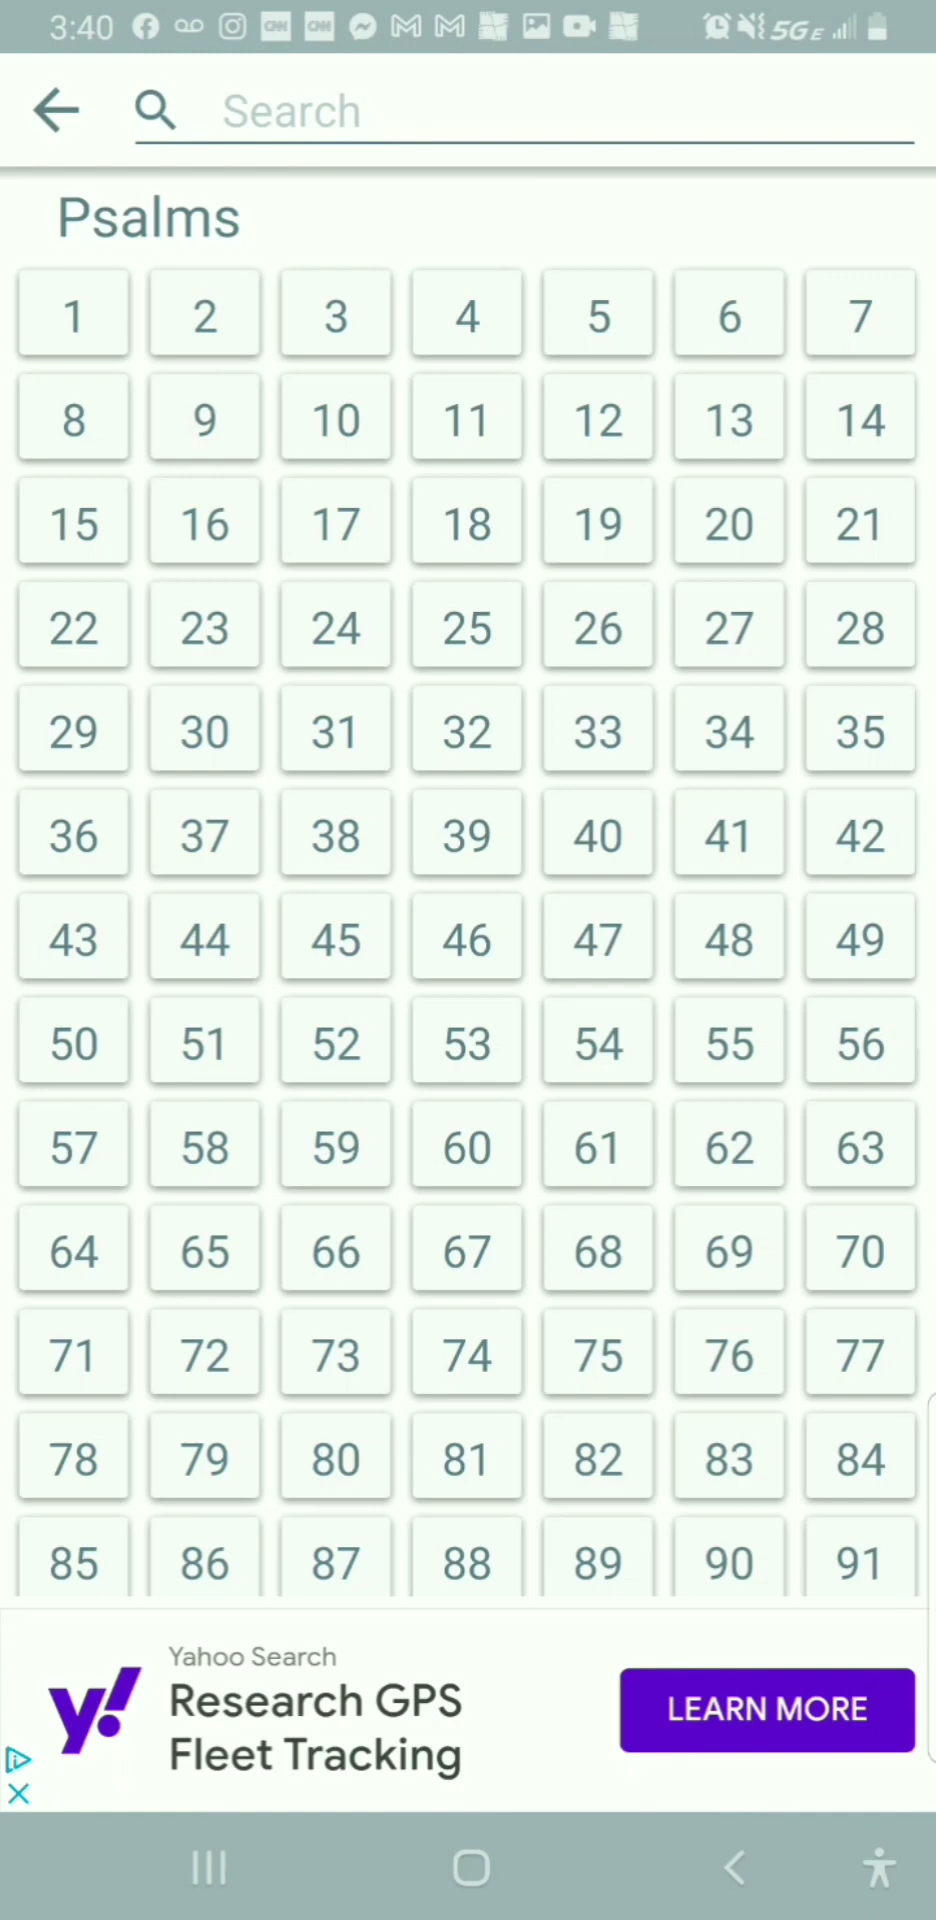 3:40 CNN CNN 5GE
Search
Psalms
1 2 3 4 5 6 7
8 9 10 11 12 13 14
15 16 17 18 19 20 21
22 23 24 25 26 27 28
29 30 31 32 33 34 35
36 37 38 39 40 41 42
43 44 45 46 47 48 49
50 51 52 53 54 55 56
57 58 59 60 61 62 63
64 65 66 67 68 69 70
71 72 73 74 75 76 77
78 79 80 81 82 83 84
85 86 87 88 89 90 91
Yahoo Search
Research GPS
Fleet Tracking
y!
LEARN MORE